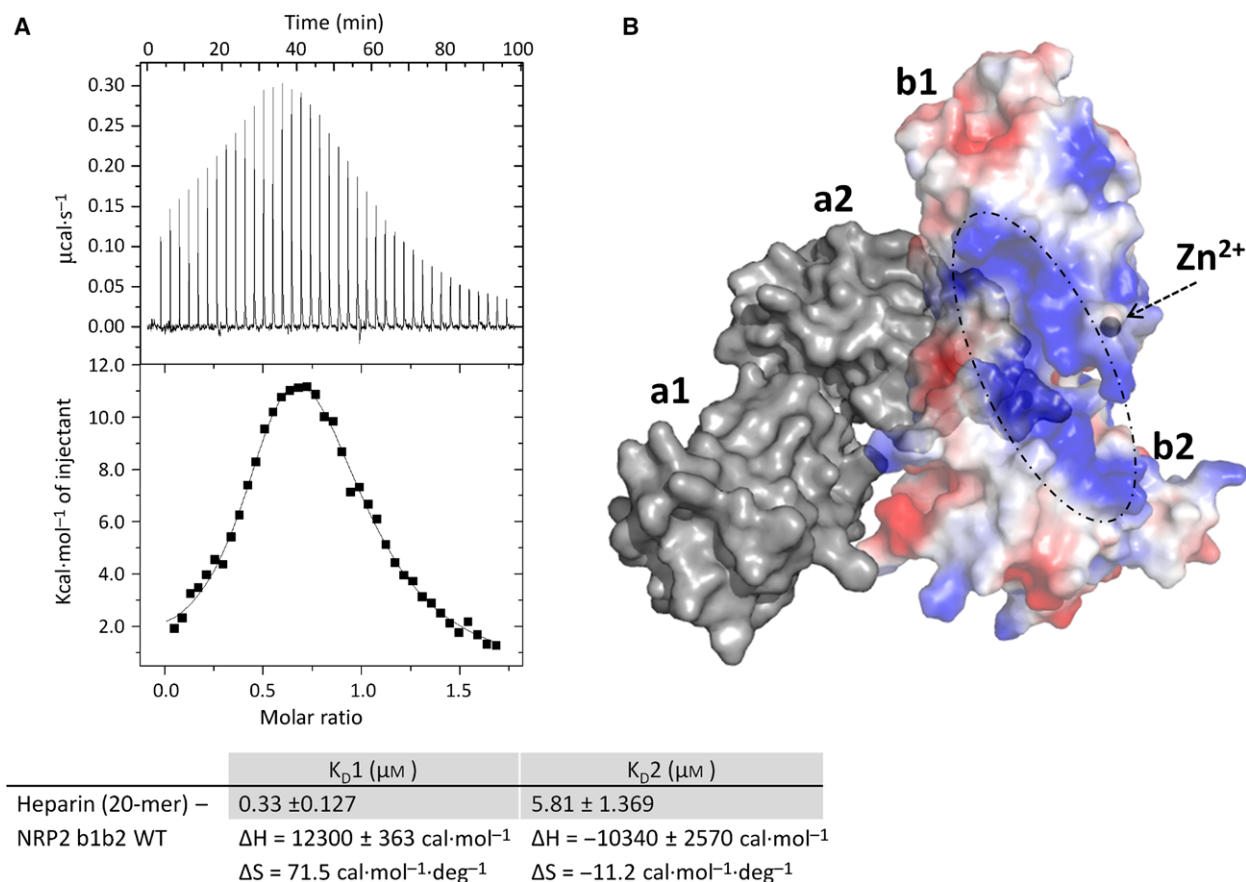 A
Time (min)
0 20 40 60 80 100
0.30
0.25
0.20
0.15
0.10
0.05
0.00
µcal·s⁻¹
12.0
10.0
8.0
6.0
4.0
2.0
Kcal·mol⁻¹ of injectant
0.0 0.5 1.0 1.5
Molar ratio
B
b1
a2
Zn²⁺
a1
b2
K_D1 (µM) K_D2 (µM)
Heparin (20-mer) – 0.33 ±0.127 5.81 ± 1.369
NRP2 b1b2 WT ΔH = 12300 ± 363 cal·mol⁻¹ ΔH = −10340 ± 2570 cal·mol⁻¹
ΔS = 71.5 cal·mol⁻¹·deg⁻¹ ΔS = −11.2 cal·mol⁻¹·deg⁻¹